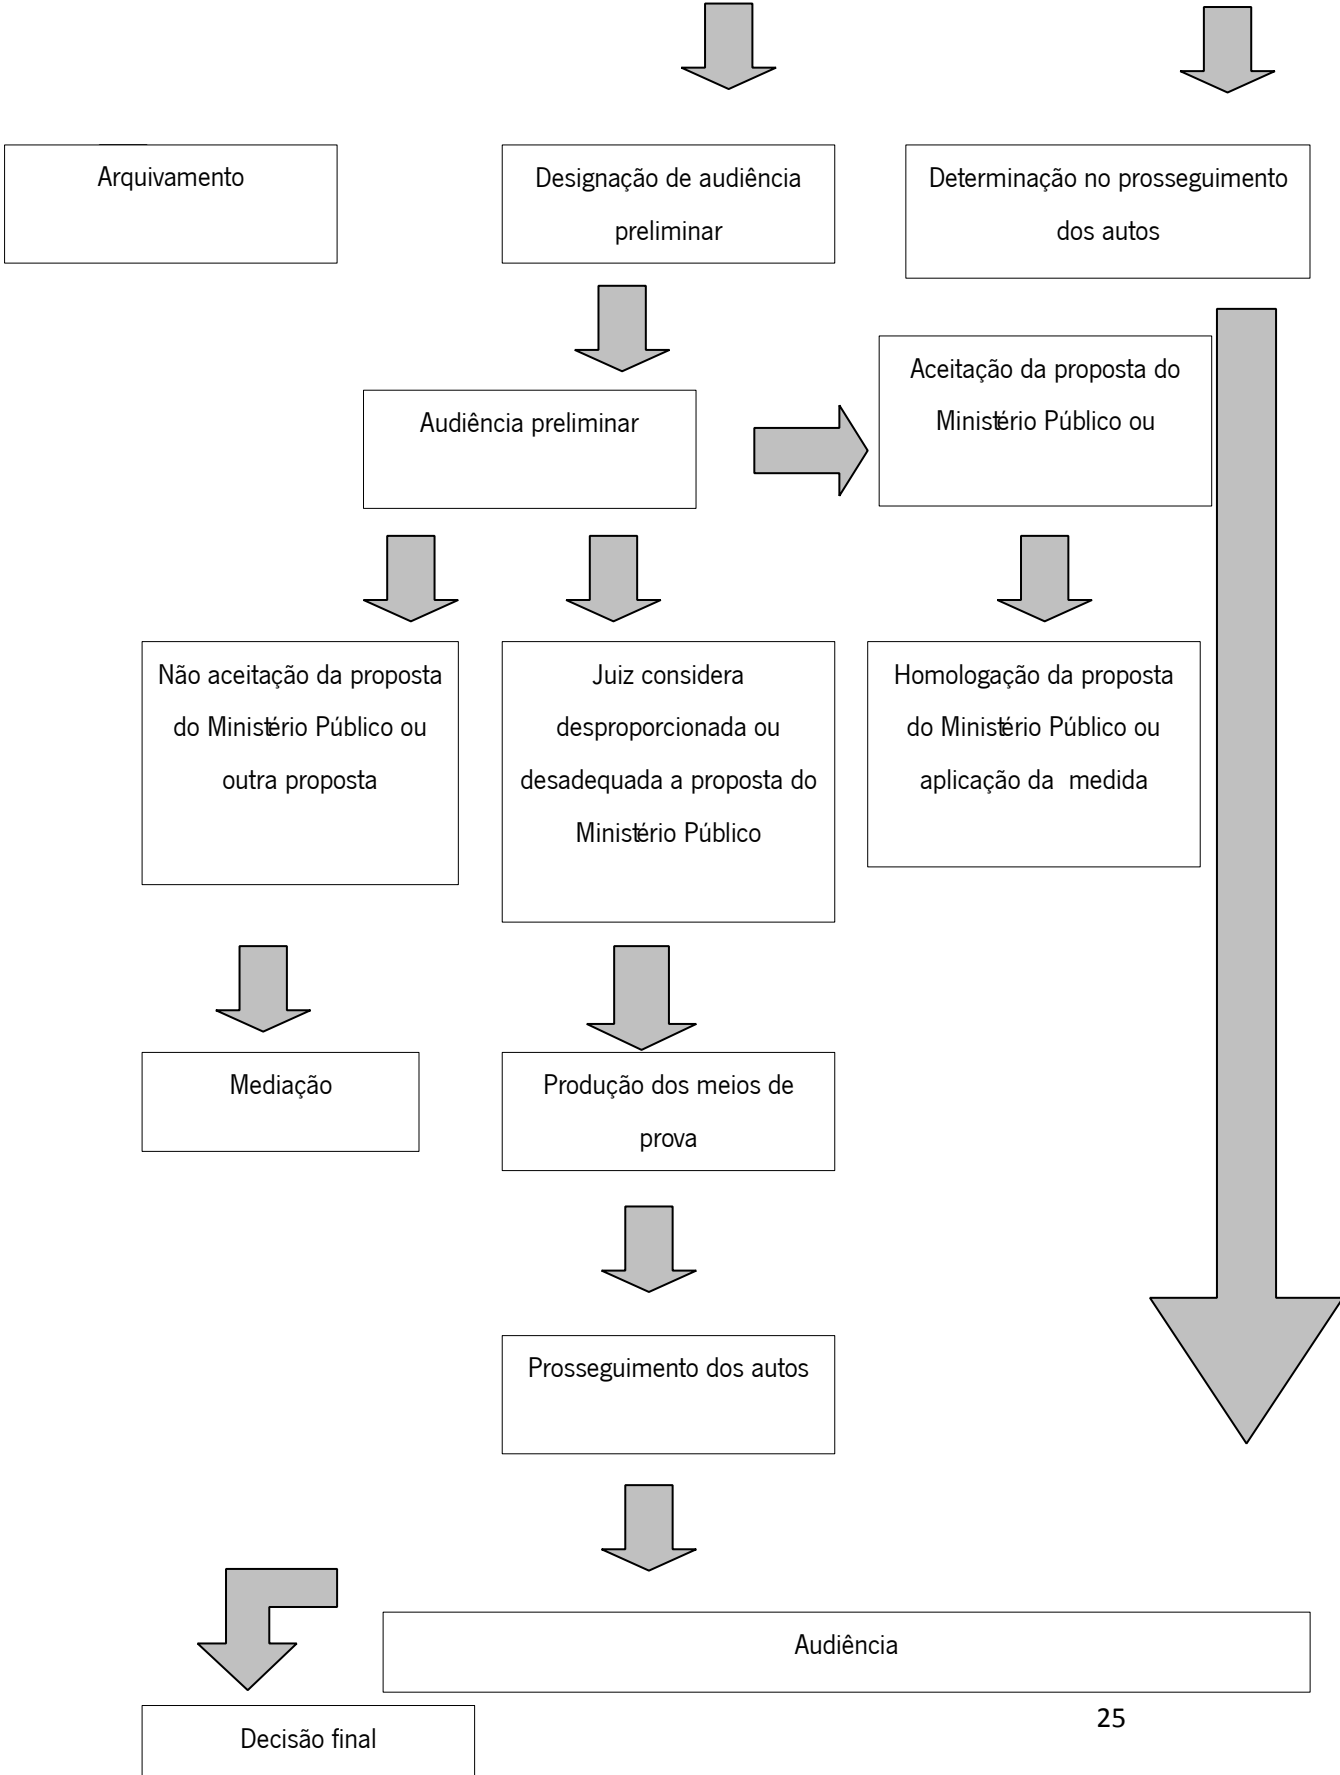 Arquivamento
Designação de audiência
preliminar
Determinação no prosseguimento
dos autos
Audiência preliminar
Aceitação da proposta do
Ministério Público ou
Não aceitação da proposta
do Ministério Público ou
outra proposta
Juiz considera
desproporcionada ou
desadequada a proposta do
Ministério Público
Homologação da proposta
do Ministério Público ou
aplicação da medida
Mediação
Produção dos meios de
prova
Prosseguimento dos autos
Audiência
25
Decisão final